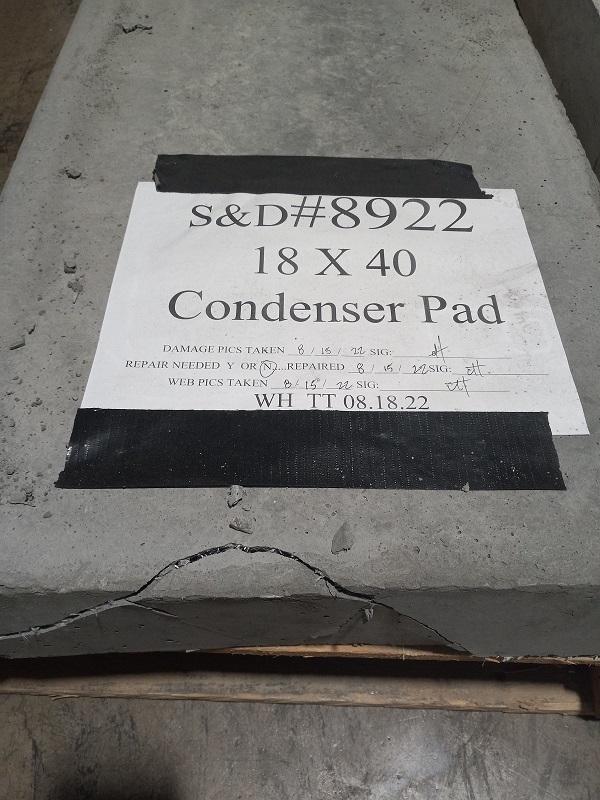 S&D#8922
18 X 40
Condenser Pad
DAMAGE PICS TAKEN 8 / 15 / 22 SIG:
REPAIR NEEDED Y OR N...REPAIRED 8 / 15 / 22 SIG:
WEB PICS TAKEN 8 / 15 / 22 SIG:
WH TT 08.18.22